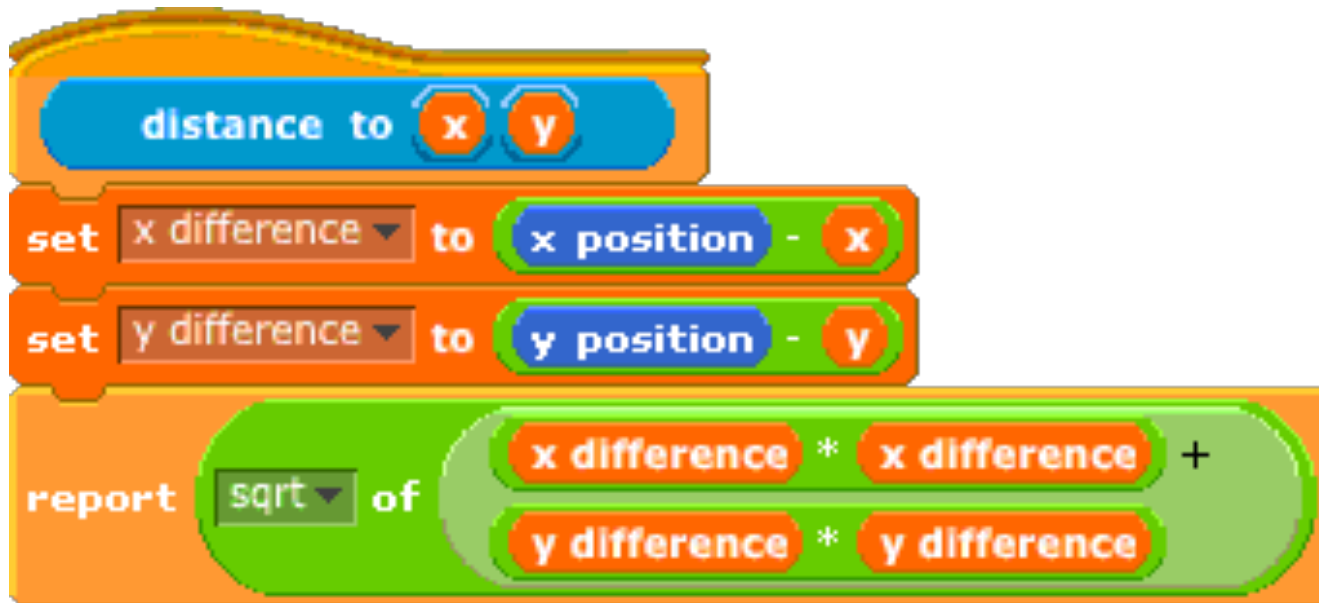 distance to x y
set x difference to x position - x
set y difference to y position - y
x difference * x difference +
report sqrt of
y difference * y difference